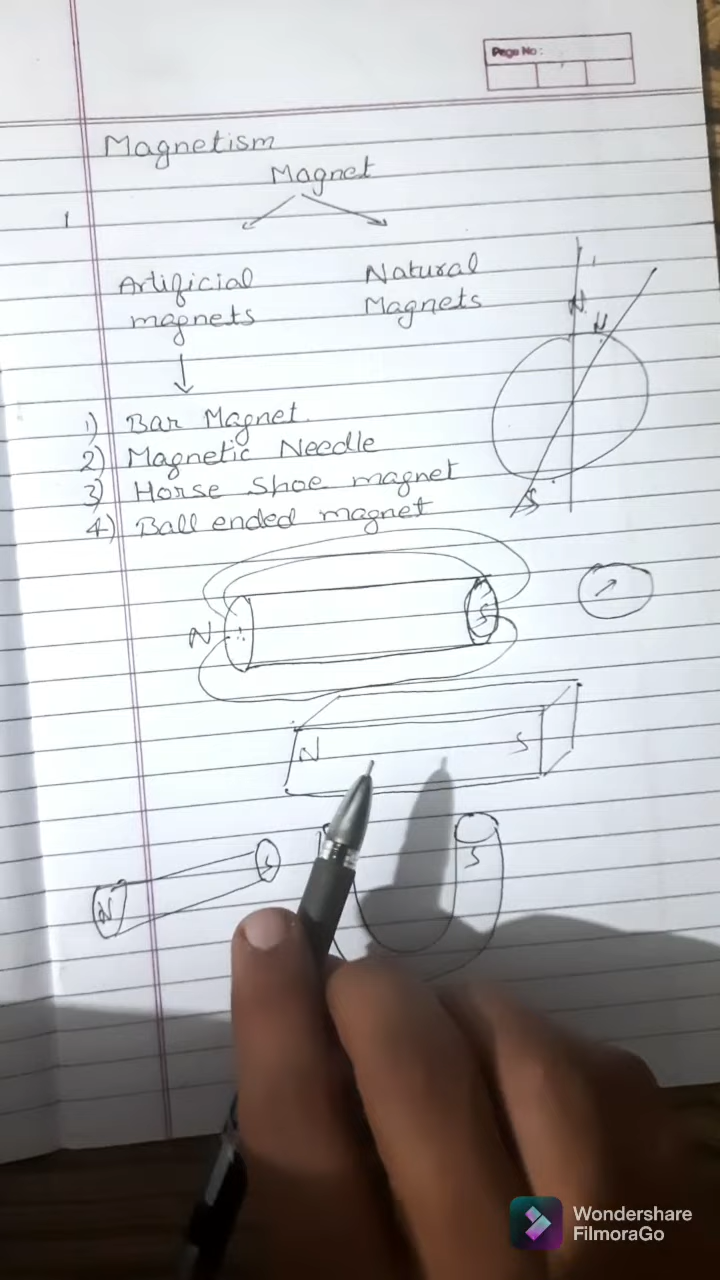 Page No :
Magnetism
Magnet
1
Artificial magnets
Natural Magnets
1) Bar Magnet
2) Magnetic Needle
3) Horse Shoe magnet
4) Ball ended magnet
N
N
S
N
S
N
S
N
S
S
Wondershare
FilmoraGo